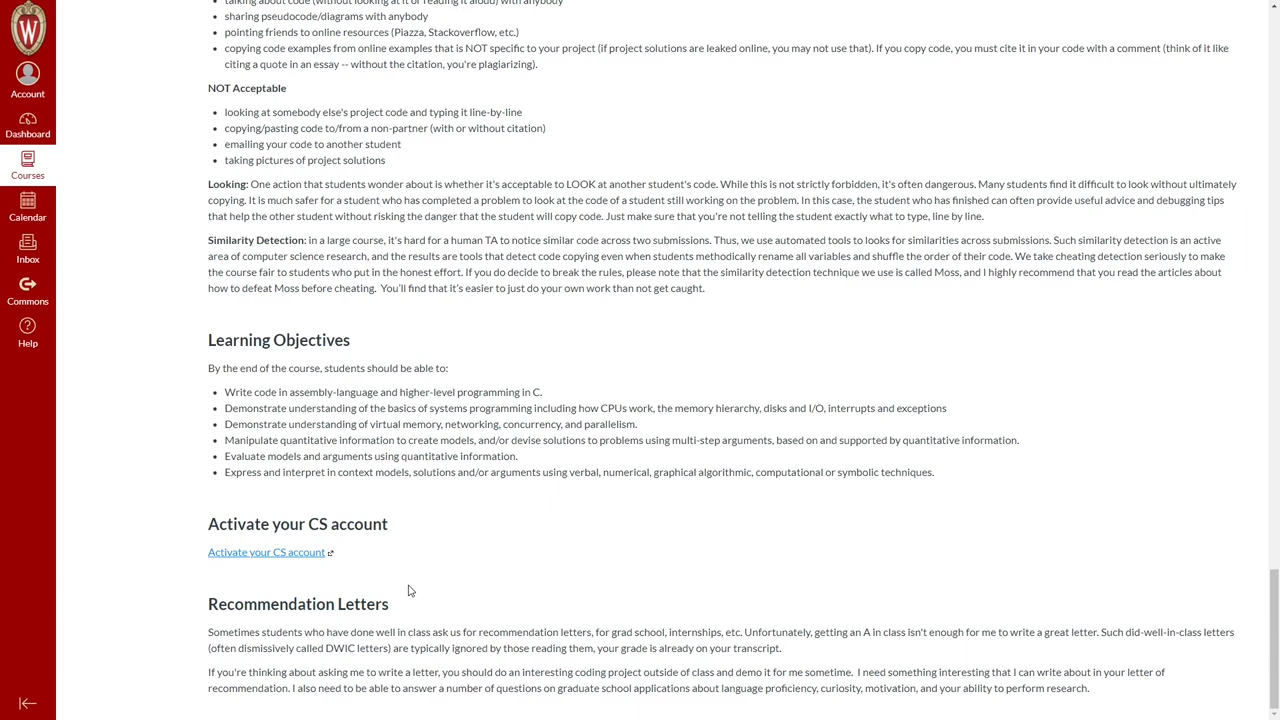 W
Account
Dashboard
Courses
Calendar
Inbox
Commons
Help
talking about code (without looking at it or reading it aloud) with anybody
sharing pseudocode/diagrams with anybody
pointing friends to online resources (Piazza, Stackoverflow, etc.)
copying code examples from online examples that is NOT specific to your project (if project solutions are leaked online, you may not use that). If you copy code, you must cite it in your code with a comment (think of it like
citing a quote in an essay -- without the citation, you're plagiarizing).
NOT Acceptable
looking at somebody else's project code and typing it line-by-line
copying/pasting code to/from a non-partner (with or without citation)
emailing your code to another student
taking pictures of project solutions
Looking: One action that students wonder about is whether it's acceptable to LOOK at another student's code. While this is not strictly forbidden, it's often dangerous. Many students find it difficult to look without ultimately
copying. It is much safer for a student who has completed a problem to look at the code of a student still working on the problem. In this case, the student who has finished can often provide useful advice and debugging tips
that help the other student without risking the danger that the student will copy code. Just make sure that you're not telling the student exactly what to type, line by line.
Similarity Detection: in a large course, it's hard for a human TA to notice similar code across two submissions. Thus, we use automated tools to looks for similarities across submissions. Such similarity detection is an active
area of computer science research, and the results are tools that detect code copying even when students methodically rename all variables and shuffle the order of their code. We take cheating detection seriously to make
the course fair to students who put in the honest effort. If you do decide to break the rules, please note that the similarity detection technique we use is called Moss, and I highly recommend that you read the articles about
how to defeat Moss before cheating. You'll find that it's easier to just do your own work than not get caught.
Learning Objectives
By the end of the course, students should be able to:
Write code in assembly-language and higher-level programming in C.
Demonstrate understanding of the basics of systems programming including how CPUs work, the memory hierarchy, disks and I/O, interrupts and exceptions
Demonstrate understanding of virtual memory, networking, concurrency, and parallelism.
Manipulate quantitative information to create models, and/or devise solutions to problems using multi-step arguments, based on and supported by quantitative information.
Evaluate models and arguments using quantitative information.
Express and interpret in context models, solutions and/or arguments using verbal, numerical, graphical algorithmic, computational or symbolic techniques.
Activate your CS account
Activate your CS account
Recommendation Letters
Sometimes students who have done well in class ask us for recommendation letters, for grad school, internships, etc. Unfortunately, getting an A in class isn't enough for me to write a great letter. Such did-well-in-class letters
(often dismissively called DWIC letters) are typically ignored by those reading them, your grade is already on your transcript.
If you're thinking about asking me to write a letter, you should do an interesting coding project outside of class and demo it for me sometime. I need something interesting that I can write about in your letter of
recommendation. I also need to be able to answer a number of questions on graduate school applications about language proficiency, curiosity, motivation, and your ability to perform research.